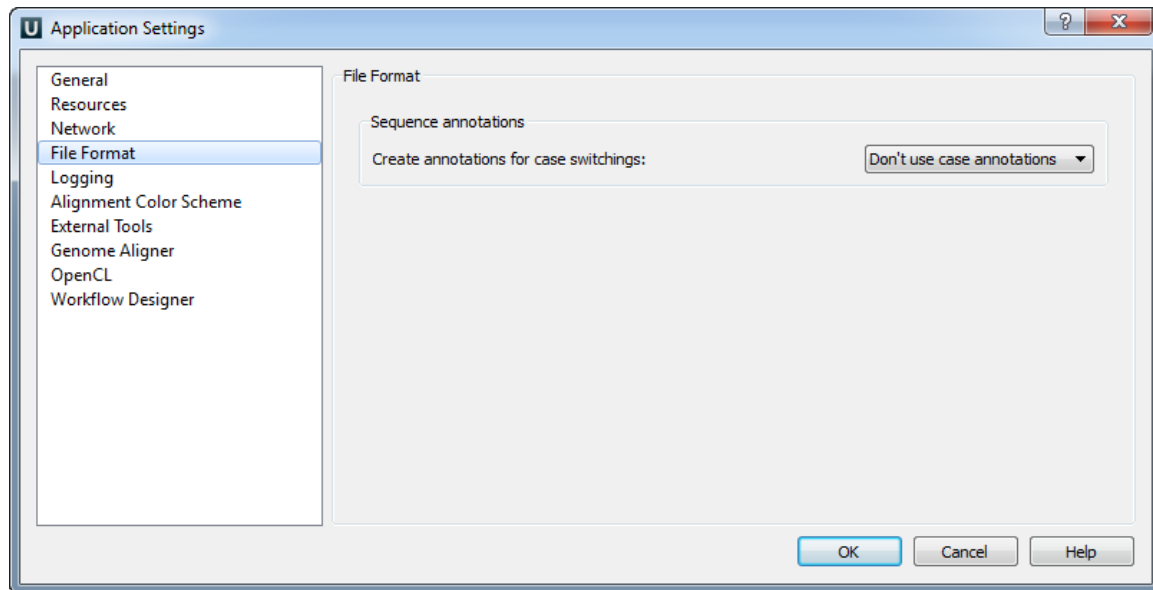 U Application Settings
General
Resources
Network
File Format
Logging
Alignment Color Scheme
External Tools
Genome Aligner
OpenCL
Workflow Designer
File Format
Sequence annotations
Create annotations for case switchings: Don't use case annotations
OK Cancel Help